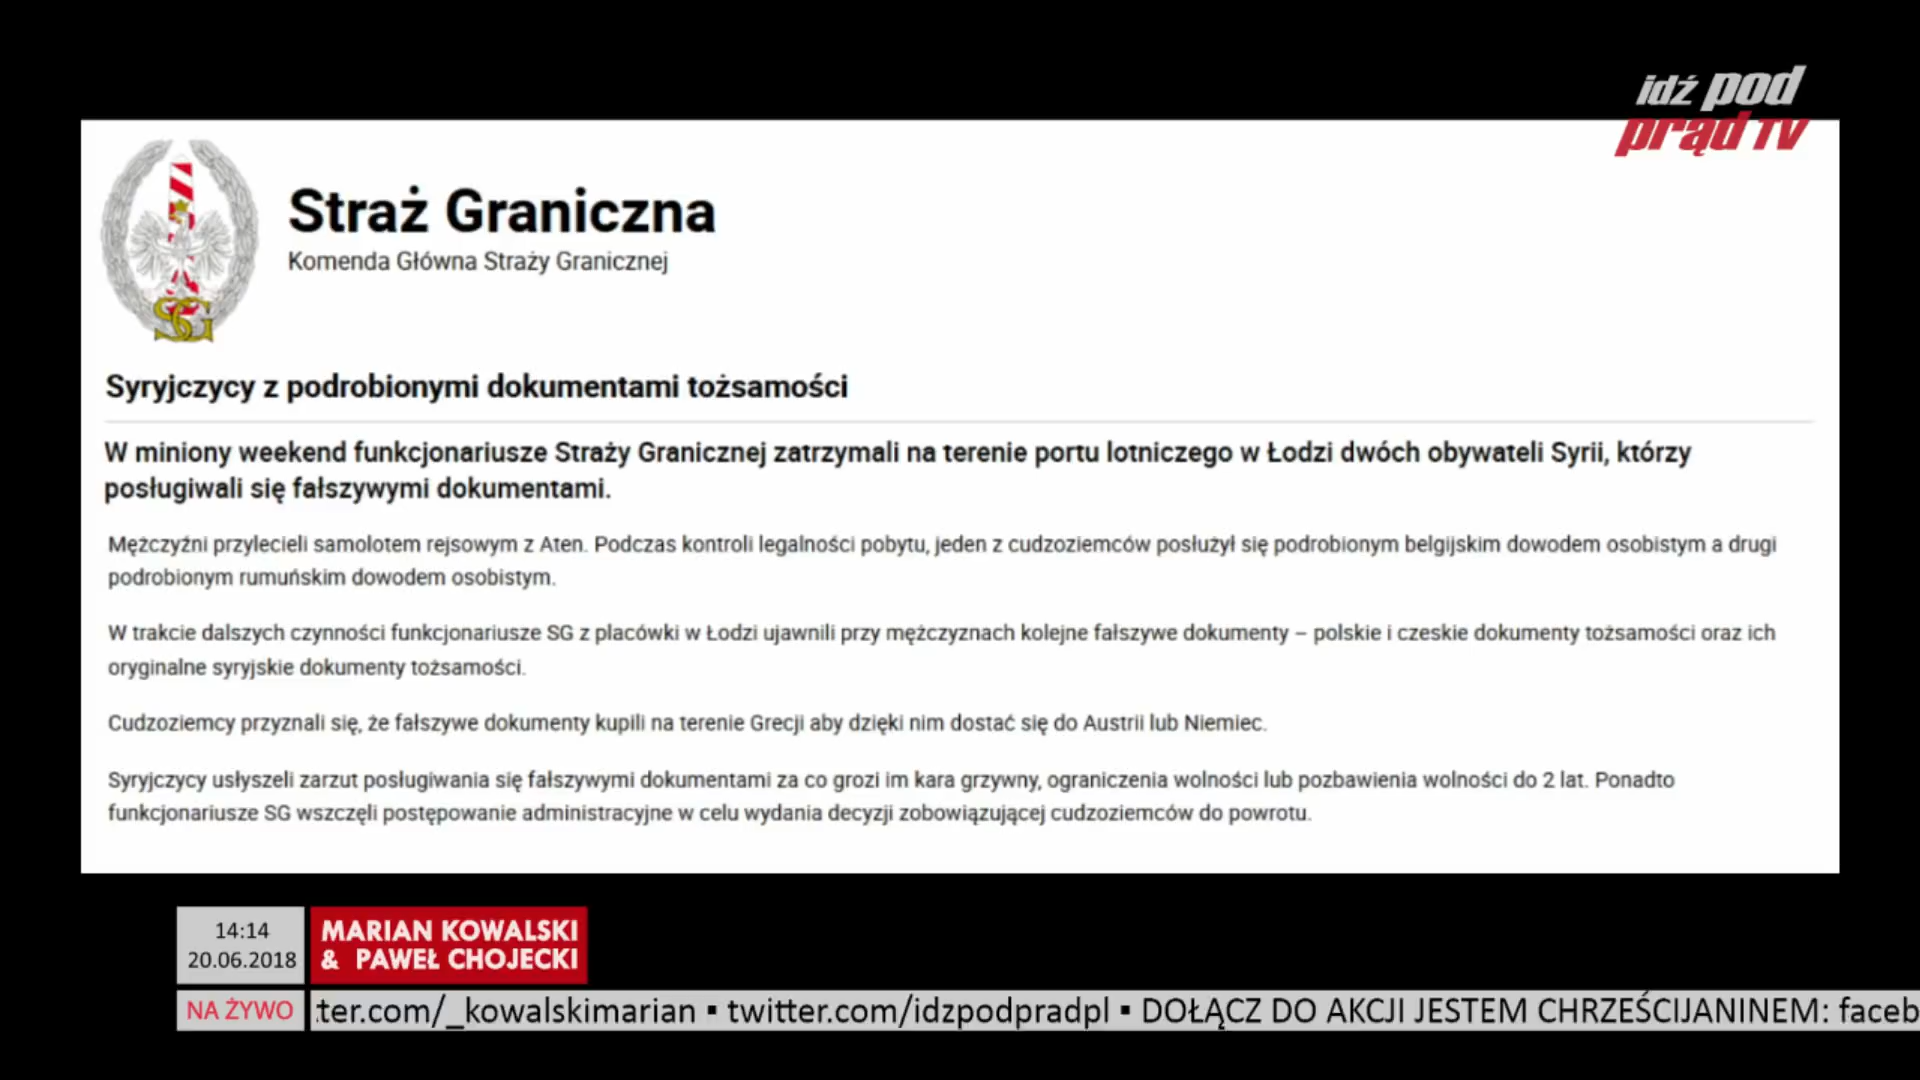 idź pod
prąd TV
Straż Graniczna
Komenda Główna Straży Granicznej
SG
Syryjczycy z podrobionymi dokumentami tożsamości
W miniony weekend funkcjonariusze Straży Granicznej zatrzymali na terenie portu lotniczego w Łodzi dwóch obywateli Syrii, którzy
posługiwali się fałszywymi dokumentami.
Mężczyźni przylecieli samolotem rejsowym z Aten. Podczas kontroli legalności pobytu, jeden z cudzoziemców posłużył się podrobionym belgijskim dowodem osobistym a drugi
podrobionym rumuńskim dowodem osobistym.
W trakcie dalszych czynności funkcjonariusze SG z placówki w Łodzi ujawnili przy mężczyznach kolejne fałszywe dokumenty – polskie i czeskie dokumenty tożsamości oraz ich
oryginalne syryjskie dokumenty tożsamości.
Cudzoziemcy przyznali się, że fałszywe dokumenty kupili na terenie Grecji aby dzięki nim dostać się do Austrii lub Niemiec.
Syryjczycy usłyszeli zarzut posługiwania się fałszywymi dokumentami za co grozi im kara grzywny, ograniczenia wolności lub pozbawienia wolności do 2 lat. Ponadto
funkcjonariusze SG wszczęli postępowanie administracyjne w celu wydania decyzji zobowiązującej cudzoziemców do powrotu.
14:14
20.06.2018
MARIAN KOWALSKI
& PAWEŁ CHOJECKI
NA ŻYWO
ter.com/_kowalskimarian ▪ twitter.com/idzpodpradpl ▪ DOŁĄCZ DO AKCJI JESTEM CHRZEŚCIJANINEM: faceb